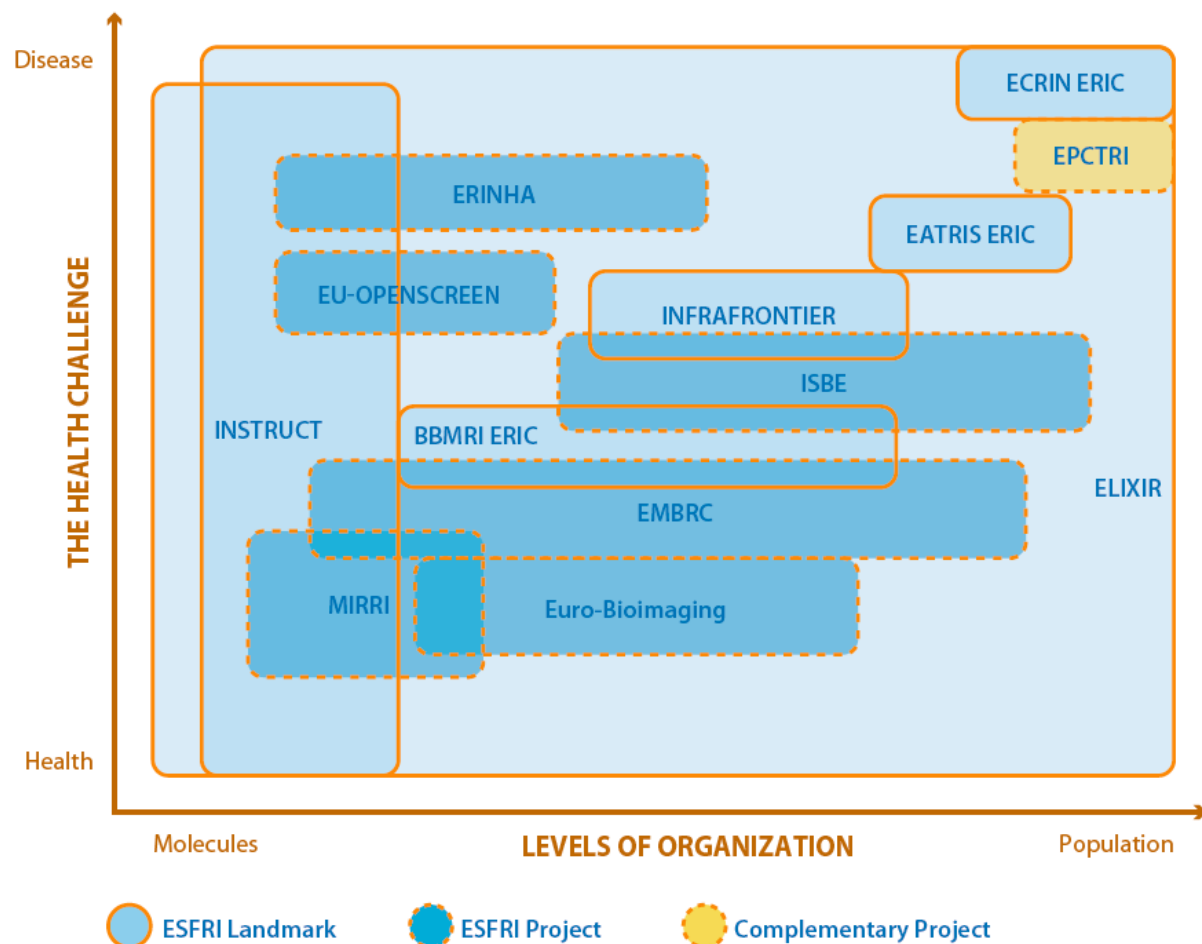 Disease
ECRIN ERIC
EPCTRI
ERINHA
EATRIS ERIC
EU-OPENSCREEN
INFRAFRONTIER
ISBE
INSTRUCT
BBMRI ERIC
ELIXIR
EMBRC
MIRRI
Euro-Bioimaging
THE HEALTH CHALLENGE
Health
Molecules
LEVELS OF ORGANIZATION
Population
ESFRI Landmark
ESFRI Project
Complementary Project